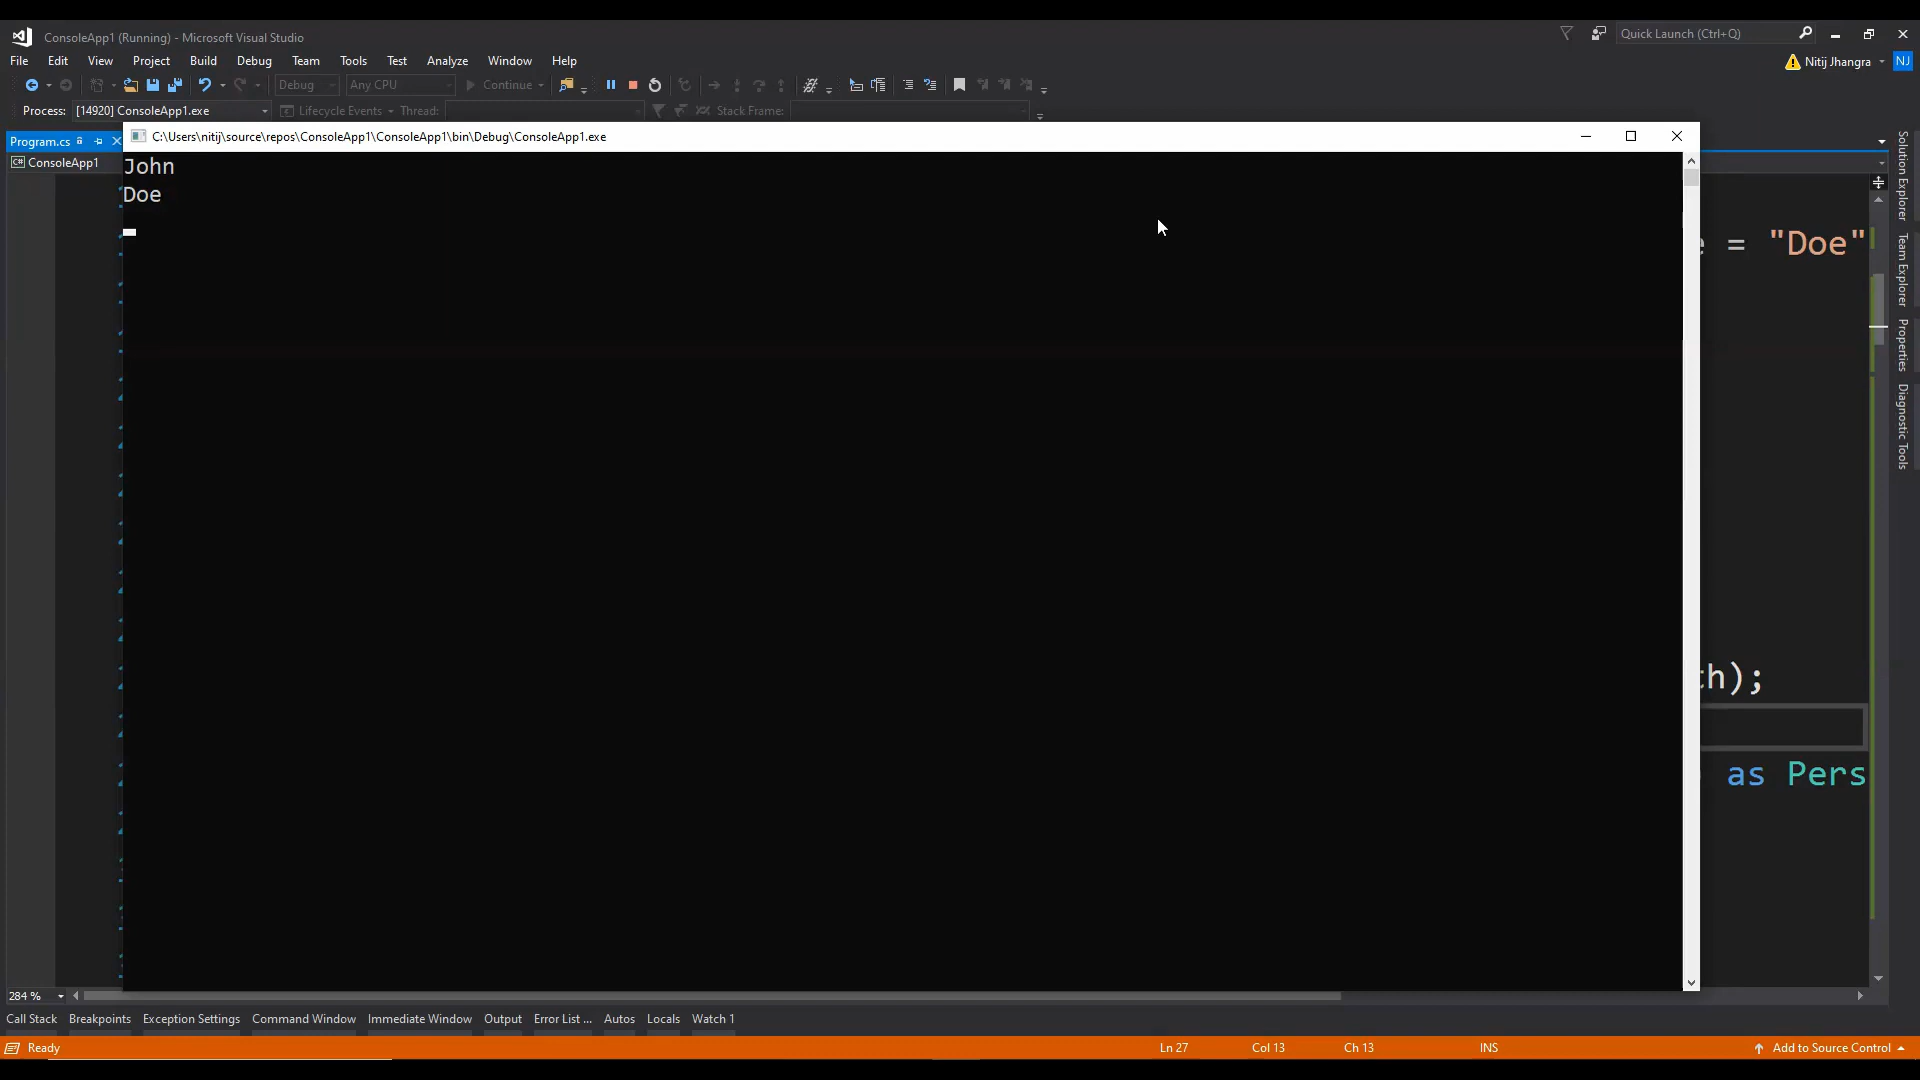 ConsoleApp1 (Running) - Microsoft Visual Studio
Quick Launch (Ctrl+Q)
File Edit View Project Build Debug Team Tools Test Analyze Window Help
Nitij Jhangra
NJ
Debug Any CPU Continue
Process: [14920] ConsoleApp1.exe Lifecycle Events Thread: Stack Frame:
Program.cs
C:\Users\nitij\source\repos\ConsoleApp1\ConsoleApp1\bin\Debug\ConsoleApp1.exe
C# ConsoleApp1
John
Doe
= "Doe"
th);
as Pers
Solution Explorer
Team Explorer
Properties
Diagnostic Tools
284 %
Call Stack Breakpoints Exception Settings Command Window Immediate Window Output Error List ... Autos Locals Watch 1
Ready Ln 27 Col 13 Ch 13 INS Add to Source Control